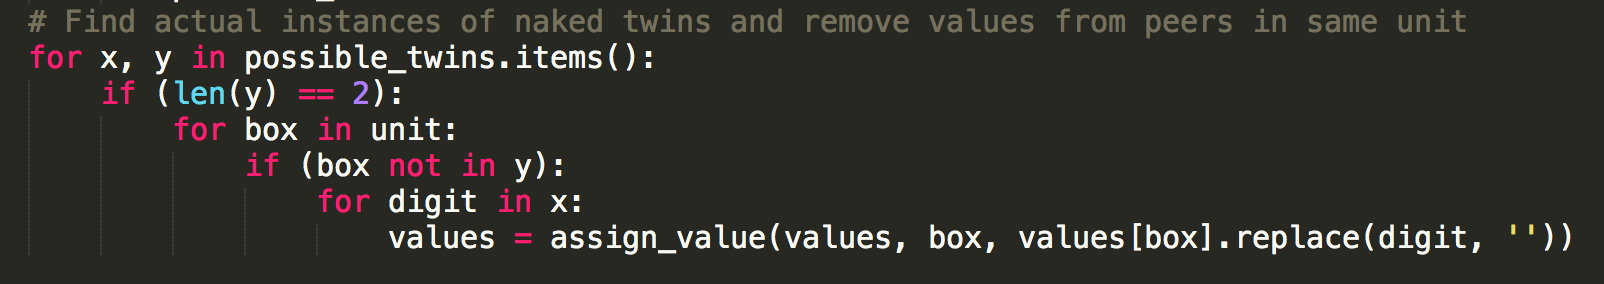 # Find actual instances of naked twins and remove values from peers in same unit
for x, y in possible_twins.items():
if (len(y) == 2):
for box in unit:
if (box not in y):
for digit in x:
values = assign_value(values, box, values[box].replace(digit, ''))